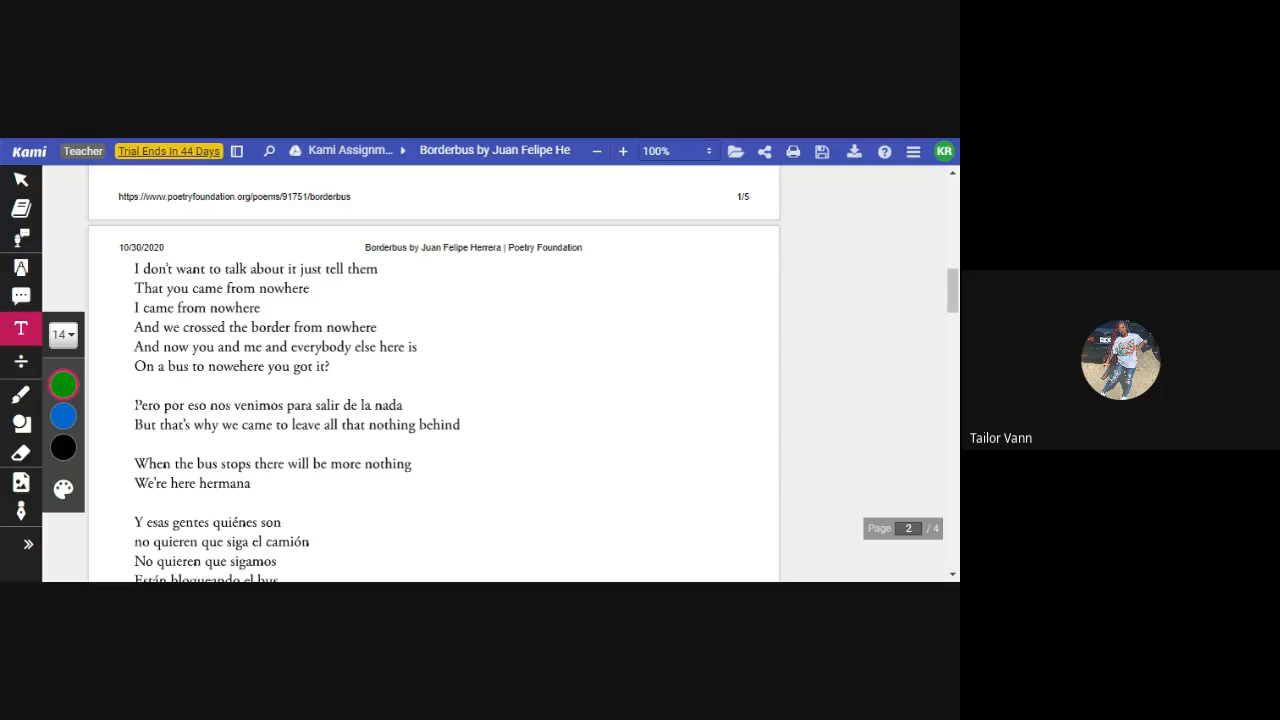 Kami Teacher Trial Ends In 44 Days Kami Assignm... Borderbus by Juan Felipe He 100% KR
https://www.poetryfoundation.org/poems/91751/borderbus 1/5
10/30/2020 Borderbus by Juan Felipe Herrera | Poetry Foundation
I don't want to talk about it just tell them
That you came from nowhere
I came from nowhere
And we crossed the border from nowhere
And now you and me and everybody else here is
On a bus to nowehere you got it?
Pero por eso nos venimos para salir de la nada
But that's why we came to leave all that nothing behind
When the bus stops there will be more nothing
We're here hermana
Y esas gentes quiénes son
no quieren que siga el camión
No quieren que sigamos
Están bloqueando el bus
A
T
14
Page 2 / 4
Tailor Vann